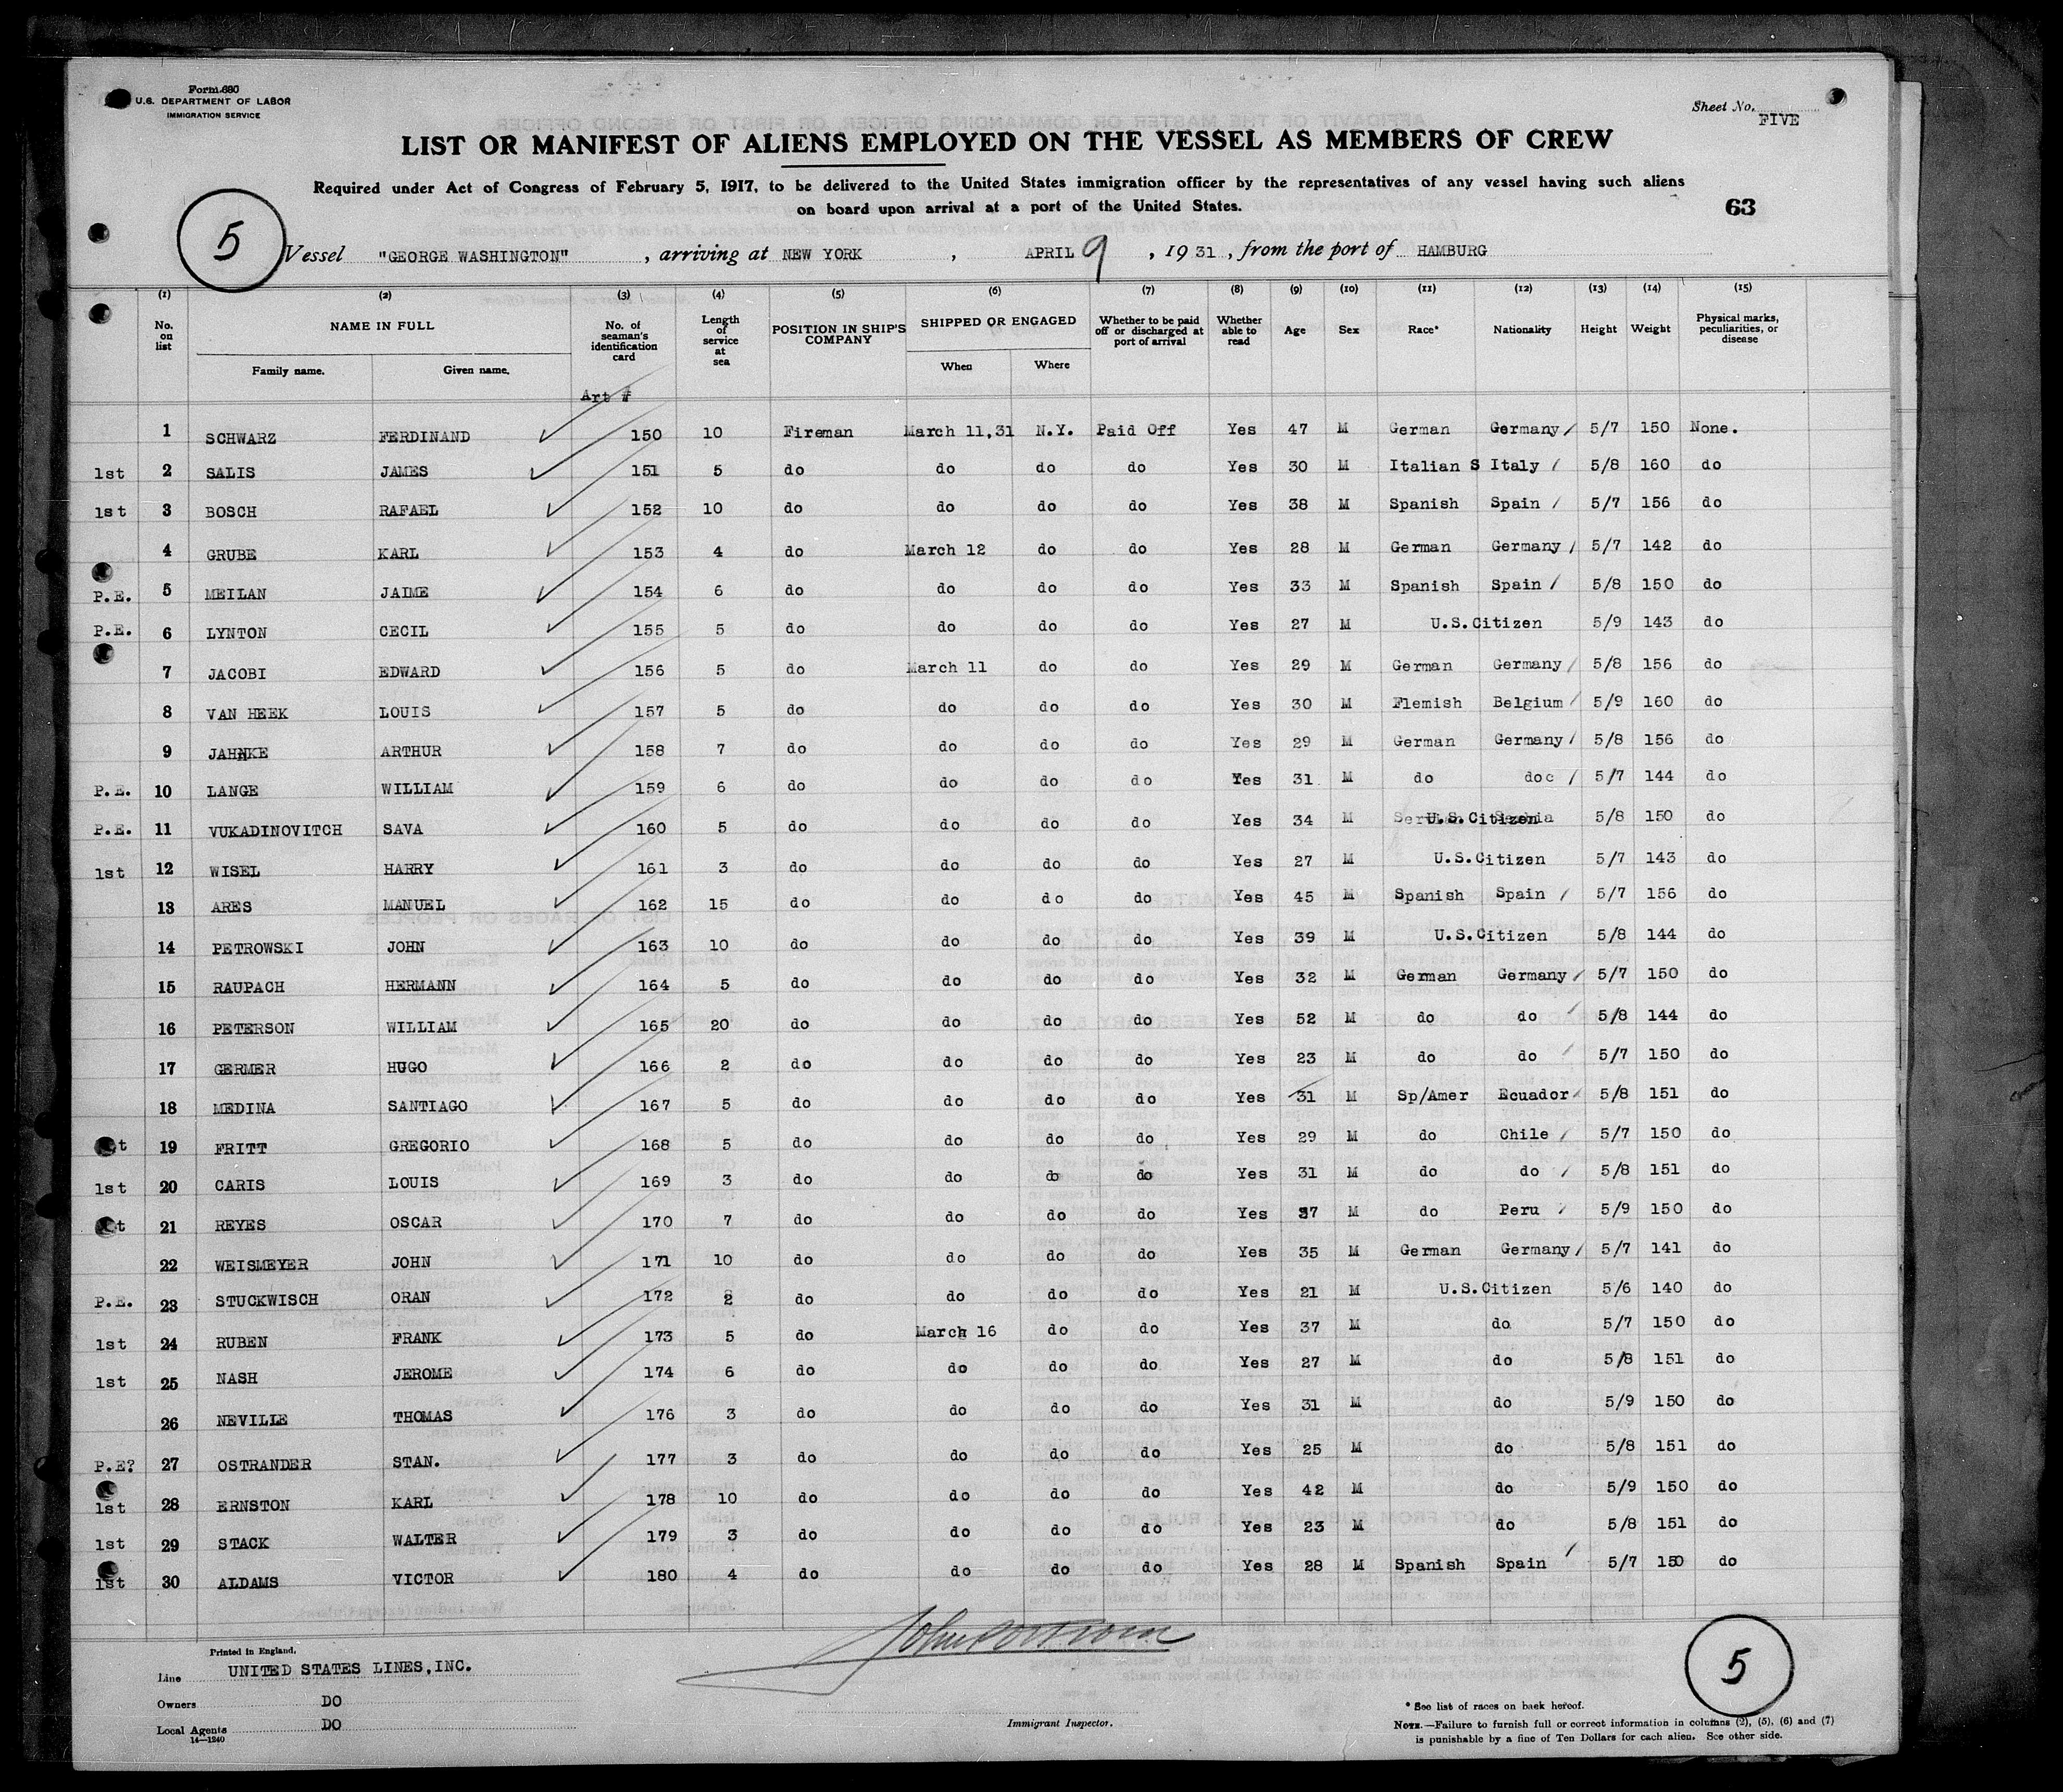 Form 680
U.S. DEPARTMENT OF LABOR
IMMIGRATION SERVICE
Sheet No. FIVE
LIST OR MANIFEST OF ALIENS EMPLOYED ON THE VESSEL AS MEMBERS OF CREW
Required under Act of Congress of February 5, 1917, to be delivered to the United States immigration officer by the representatives of any vessel having such aliens
on board upon arrival at a port of the United States.
63
5
Vessel "GEORGE WASHINGTON", arriving at NEW YORK, APRIL 9, 1931, from the port of HAMBURG
(1) (2) (3) (4) (5) (6) (7) (8) (9) (10) (11) (12) (13) (14) (15)
No. on list NAME IN FULL Family name. Given name. No. of seaman's identification card Length of service at sea POSITION IN SHIP'S COMPANY SHIPPED OR ENGAGED When Where Whether to be paid off or discharged at port of arrival Whether able to read Age Sex Race* Nationality Height Weight Physical marks, peculiarities, or disease
Art #
1 SCHWARZ FERDINAND 150 10 Fireman March 11,31 N.Y. Paid Off Yes 47 M German Germany 5/7 150 None.
1st 2 SALIS JAMES 151 5 do do do do Yes 30 M Italian S Italy 5/8 160 do
1st 3 BOSCH RAFAEL 152 10 do do do do Yes 38 M Spanish Spain 5/7 156 do
4 GRUBE KARL 153 4 do March 12 do do Yes 28 M German Germany 5/7 142 do
P.E. 5 MEILAN JAIME 154 6 do do do do Yes 33 M Spanish Spain 5/8 150 do
P.E. 6 LYNTON CECIL 155 5 do do do do Yes 27 M U.S.Citizen 5/9 143 do
7 JACOBI EDWARD 156 5 do March 11 do do Yes 29 M German Germany 5/8 156 do
8 VAN HEEK LOUIS 157 5 do do do do Yes 30 M Flemish Belgium 5/9 160 do
9 JAHNKE ARTHUR 158 7 do do do do Yes 29 M German Germany 5/8 156 do
P.E. 10 LANGE WILLIAM 159 6 do do do do Yes 31 M do doc 5/7 144 do
P.E. 11 VUKADINOVITCH SAVA 160 5 do do do do Yes 34 M U.S.Citizen 5/8 150 do
1st 12 WISEL HARRY 161 3 do do do do Yes 27 M U.S.Citizen 5/7 143 do
13 ARES MANUEL 162 15 do do do do Yes 45 M Spanish Spain 5/7 156 do
14 PETROWSKI JOHN 163 10 do do do do Yes 39 M U.S.Citizen 5/8 144 do
15 RAUPACH HERMANN 164 5 do do do do Yes 32 M German Germany 5/7 150 do
16 PETERSON WILLIAM 165 20 do do do do Yes 52 M do do 5/8 144 do
17 GERMER HUGO 166 2 do do do do Yes 23 M do do 5/7 150 do
18 MEDINA SANTIAGO 167 5 do do do do Yes 31 M Sp/Amer Ecuador 5/8 151 do
19 FRITT GREGORIO 168 5 do do do do Yes 29 M do Chile 5/7 150 do
1st 20 CARIS LOUIS 169 3 do do do do Yes 31 M do do 5/8 151 do
21 REYES OSCAR 170 7 do do do do Yes 37 M do Peru 5/9 150 do
22 WEISMEYER JOHN 171 10 do do do do Yes 35 M German Germany 5/7 141 do
P.E. 23 STUCKWISCH ORAN 172 2 do do do do Yes 21 M U.S.Citizen 5/6 140 do
1st 24 RUBEN FRANK 173 5 do March 16 do do Yes 37 M do 5/7 150 do
1st 25 NASH JEROME 174 6 do do do do Yes 27 M do 5/8 151 do
26 NEVILLE THOMAS 176 3 do do do do Yes 31 M do 5/9 150 do
P.E? 27 OSTRANDER STAN. 177 3 do do do do Yes 25 M do 5/8 151 do
1st 28 ERNSTON KARL 178 10 do do do do Yes 42 M do 5/9 150 do
1st 29 STACK WALTER 179 3 do do do do Yes 23 M do 5/8 151 do
1st 30 ALDAMS VICTOR 180 4 do do do do Yes 28 M Spanish Spain 5/7 150 do
Printed in England.
Line UNITED STATES LINES,INC.
Owners DO
Local Agents DO
14—1240
Immigrant Inspector.
5
* See list of races on back hereof.
NOTE.—Failure to furnish full or correct information in columns (2), (5), (6) and (7)
is punishable by a fine of Ten Dollars for each alien. See other side.